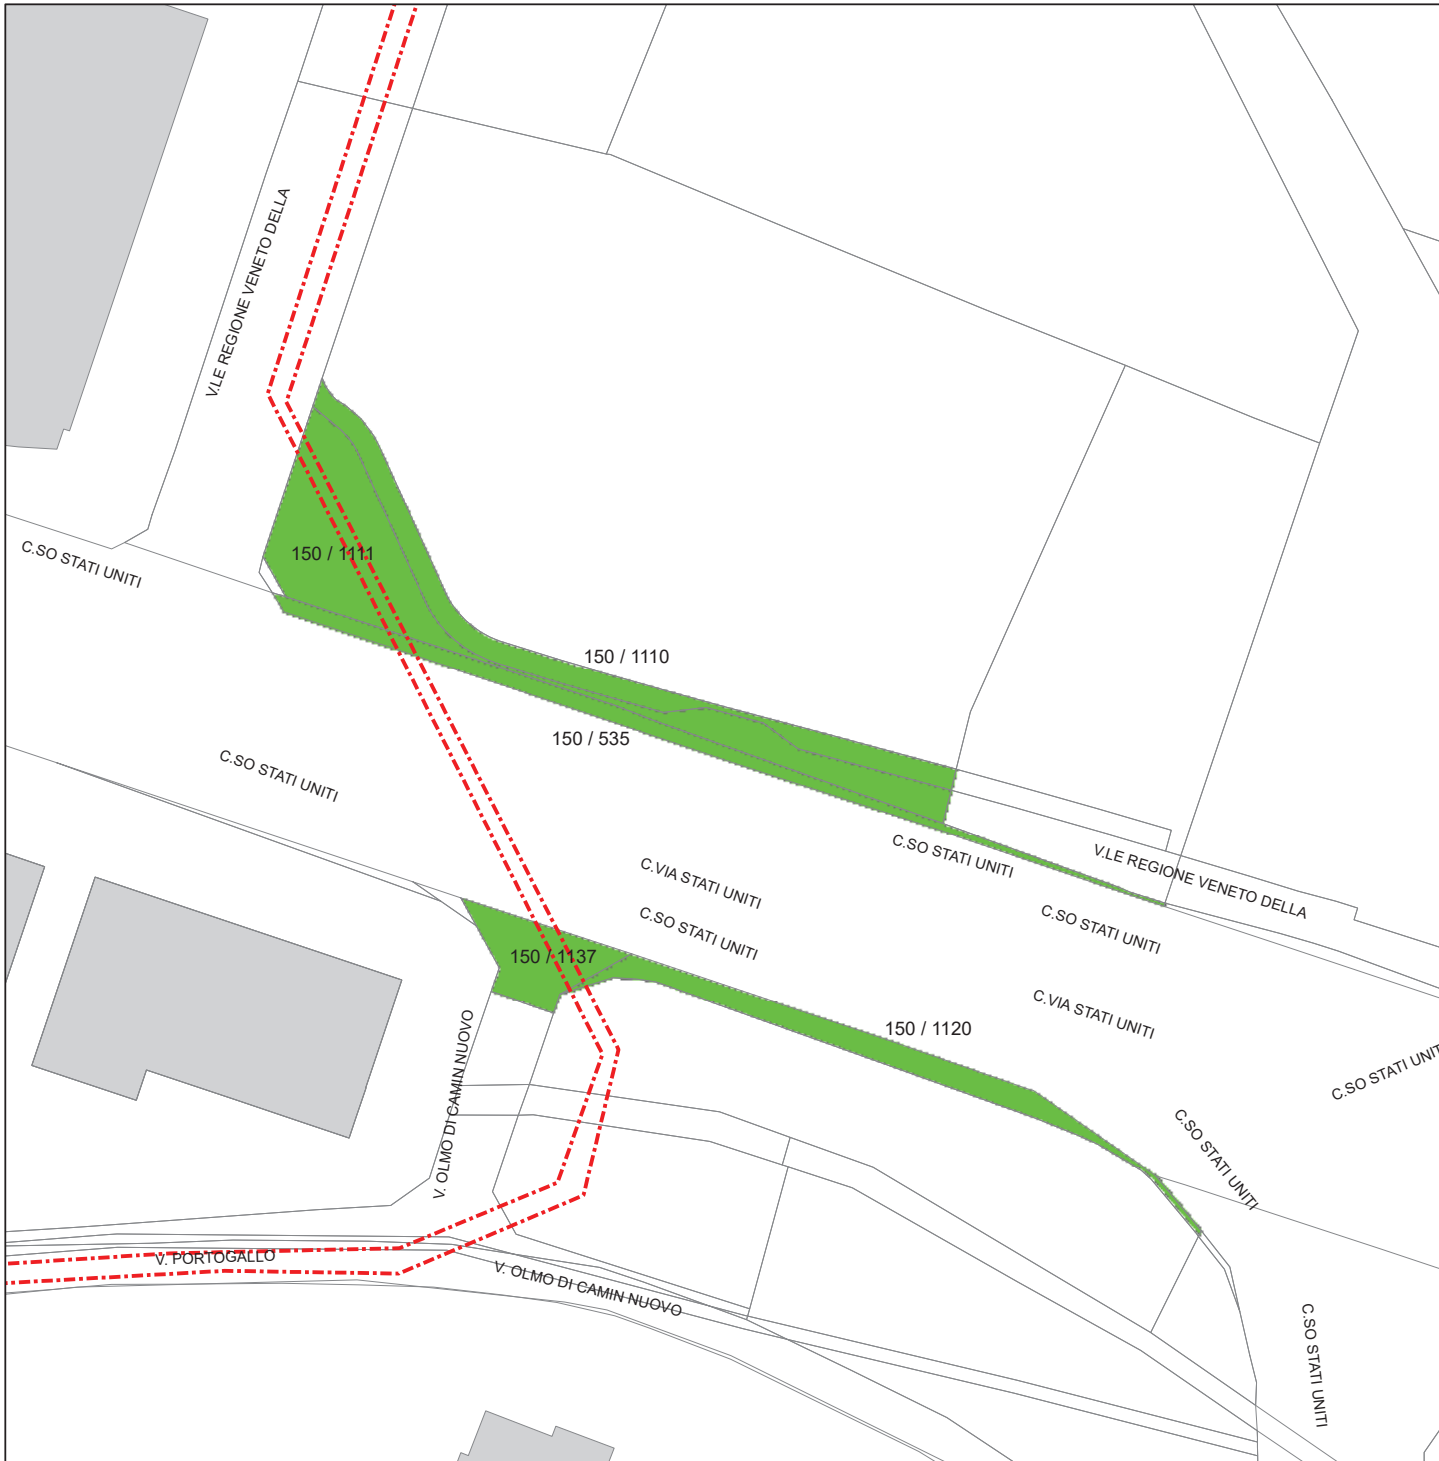 V.LE REGIONE VENETO DELLA
C.SO STATI UNITI
150 / 1111
150 / 1110
150 / 535
C.SO STATI UNITI
C.SO STATI UNITI
V.LE REGIONE VENETO DELLA
C.VIA STATI UNITI
C.SO STATI UNITI
C.SO STATI UNITI
150 / 1137
C.VIA STATI UNITI
150 / 1120
C.SO STATI UNIT
V. OLMO DI CAMIN NUOVO
C.SO STATI UNITI
V. PORTOGALLO
V. OLMO DI CAMIN NUOVO
C.SO STATI UNITI